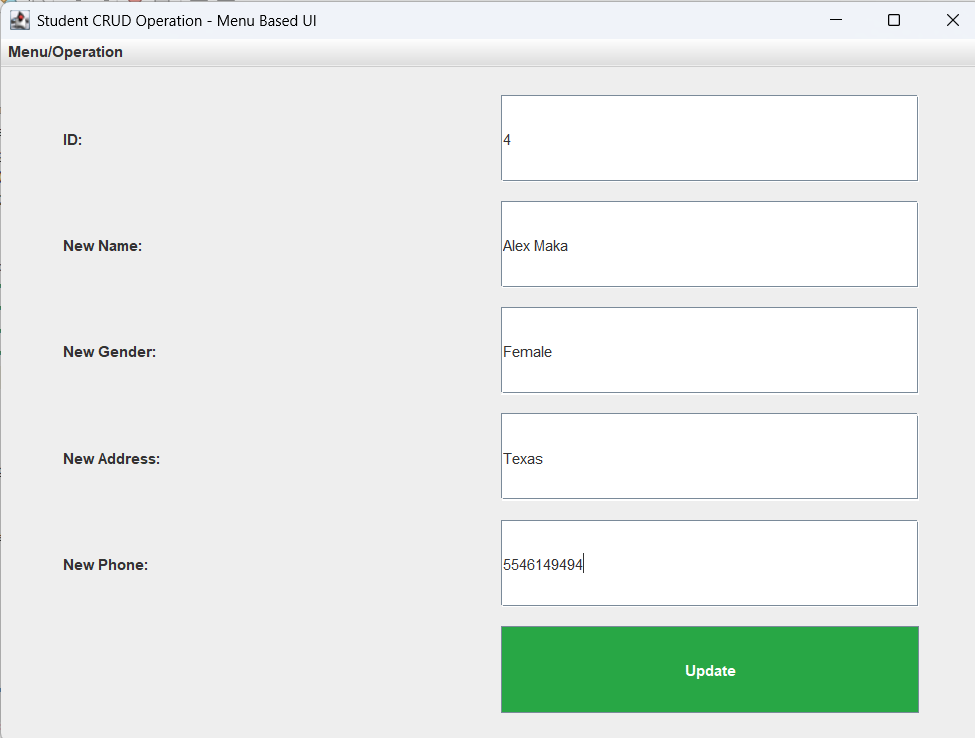 Student CRUD Operation - Menu Based UI
Menu/Operation
ID:
4
New Name:
Alex Maka
New Gender:
Female
New Address:
Texas
New Phone:
5546149494
Update